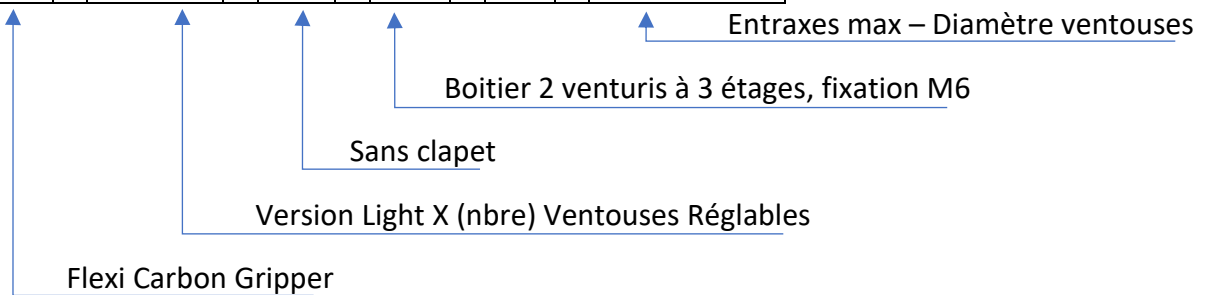 Entraxes max – Diamètre ventouses
Boitier 2 venturis à 3 étages, fixation M6
Sans clapet
Version Light X (nbre) Ventouses Réglables
Flexi Carbon Gripper